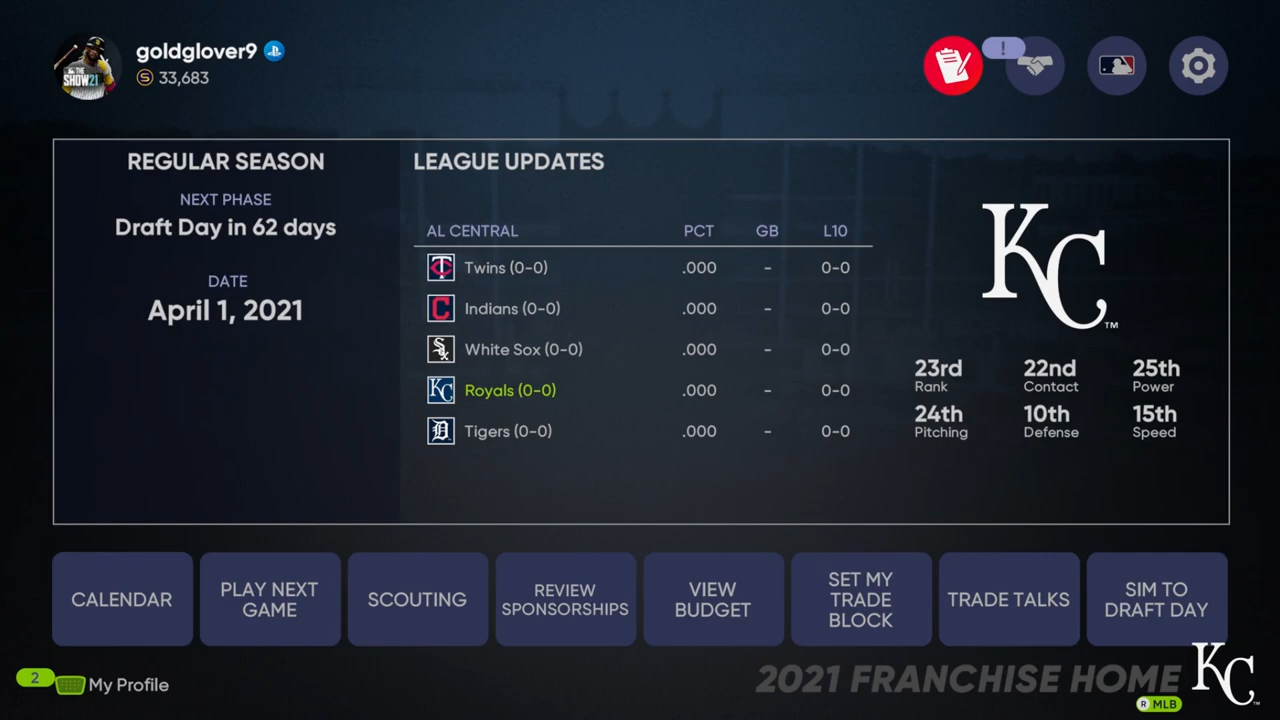 goldglover9
S 33,683
THE SHOW 21
!
REGULAR SEASON
NEXT PHASE
Draft Day in 62 days
DATE
April 1, 2021
LEAGUE UPDATES
AL CENTRAL PCT GB L10
Twins (0-0) .000 - 0-0
Indians (0-0) .000 - 0-0
White Sox (0-0) .000 - 0-0
Royals (0-0) .000 - 0-0
Tigers (0-0) .000 - 0-0
KC TM
23rd 22nd 25th
Rank Contact Power
24th 10th 15th
Pitching Defense Speed
CALENDAR
PLAY NEXT
GAME
SCOUTING
REVIEW
SPONSORSHIPS
VIEW
BUDGET
SET MY
TRADE
BLOCK
TRADE TALKS
SIM TO
DRAFT DAY
2 My Profile
2021 FRANCHISE HOME KC
R MLB